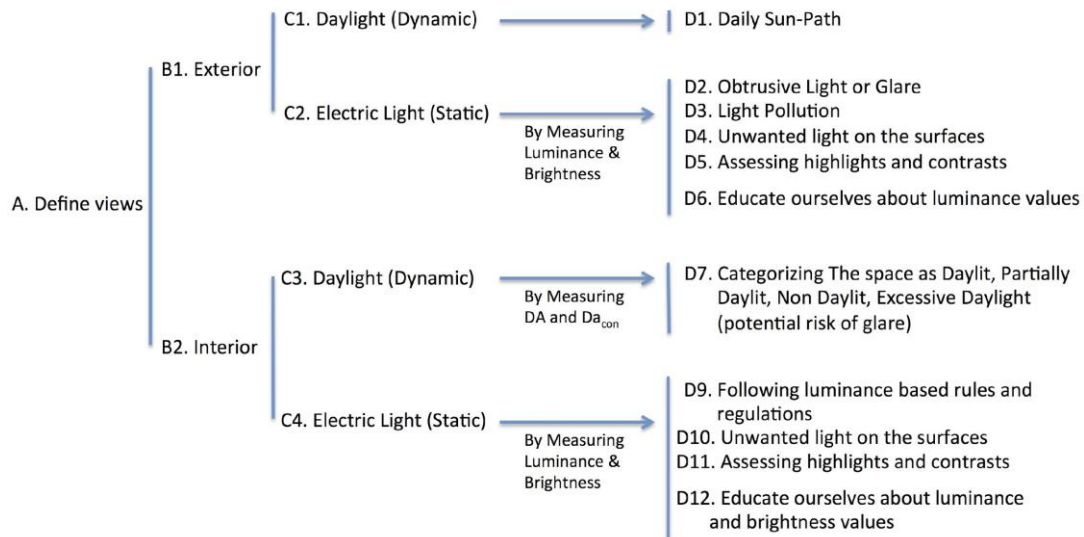 C1. Daylight (Dynamic)
D1. Daily Sun-Path
B1. Exterior
D2. Obtrusive Light or Glare
C2. Electric Light (Static)
D3. Light Pollution
By Measuring
Luminance &
Brightness
D4. Unwanted light on the surfaces
D5. Assessing highlights and contrasts
D6. Educate ourselves about luminance values
A. Define views
C3. Daylight (Dynamic)
By Measuring
DA and Da_con
D7. Categorizing The space as Daylit, Partially
Daylit, Non Daylit, Excessive Daylight
(potential risk of glare)
B2. Interior
D9. Following luminance based rules and
regulations
C4. Electric Light (Static)
By Measuring
Luminance &
Brightness
D10. Unwanted light on the surfaces
D11. Assessing highlights and contrasts
D12. Educate ourselves about luminance
and brightness values